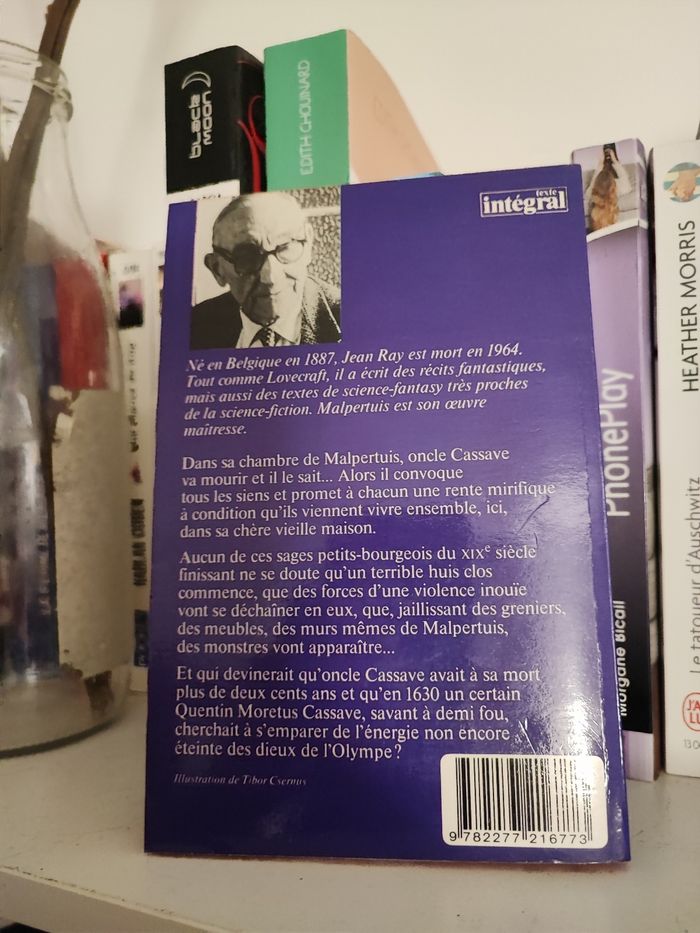 black
moon
EDITH CHOUINARD
texte
intégral
Né en Belgique en 1887, Jean Ray est mort en 1964.
Tout comme Lovecraft, il a écrit des récits fantastiques,
mais aussi des textes de science-fantasy très proches
de la science-fiction. Malpertuis est son œuvre
maîtresse.
Dans sa chambre de Malpertuis, oncle Cassave
va mourir et il le sait... Alors il convoque
tous les siens et promet à chacun une rente mirifique
à condition qu'ils viennent vivre ensemble, ici,
dans sa chère vieille maison.
Aucun de ces sages petits-bourgeois du XIXe siècle
finissant ne se doute qu'un terrible huis clos
commence, que des forces d'une violence inouïe
vont se déchaîner en eux, que, jaillissant des greniers,
des meubles, des murs mêmes de Malpertuis,
des monstres vont apparaître...
Et qui devinerait qu'oncle Cassave avait à sa mort
plus de deux cents ans et qu'en 1630 un certain
Quentin Moretus Cassave, savant à demi fou,
cherchait à s'emparer de l'énergie non encore
éteinte des dieux de l'Olympe ?
Illustration de Tibor Csernus
9 782277 216773
PhonePlay
Morgane Bicail
HEATHER MORRIS
Le tatoueur d'Auschwitz
J'AI
LU